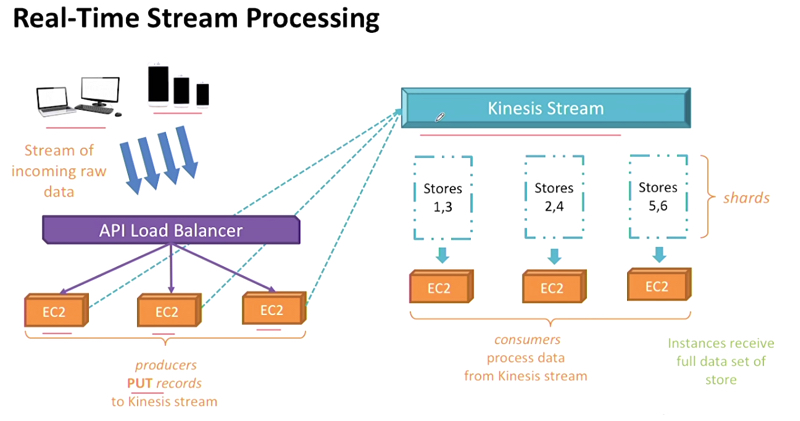 Real-Time Stream Processing
Stream of
incoming raw
data
API Load Balancer
EC2
EC2
EC2
producers
PUT records
to Kinesis stream
Kinesis Stream
Stores
1,3
Stores
2,4
Stores
5,6
shards
EC2
EC2
EC2
consumers
process data
from Kinesis stream
Instances receive
full data set of
store